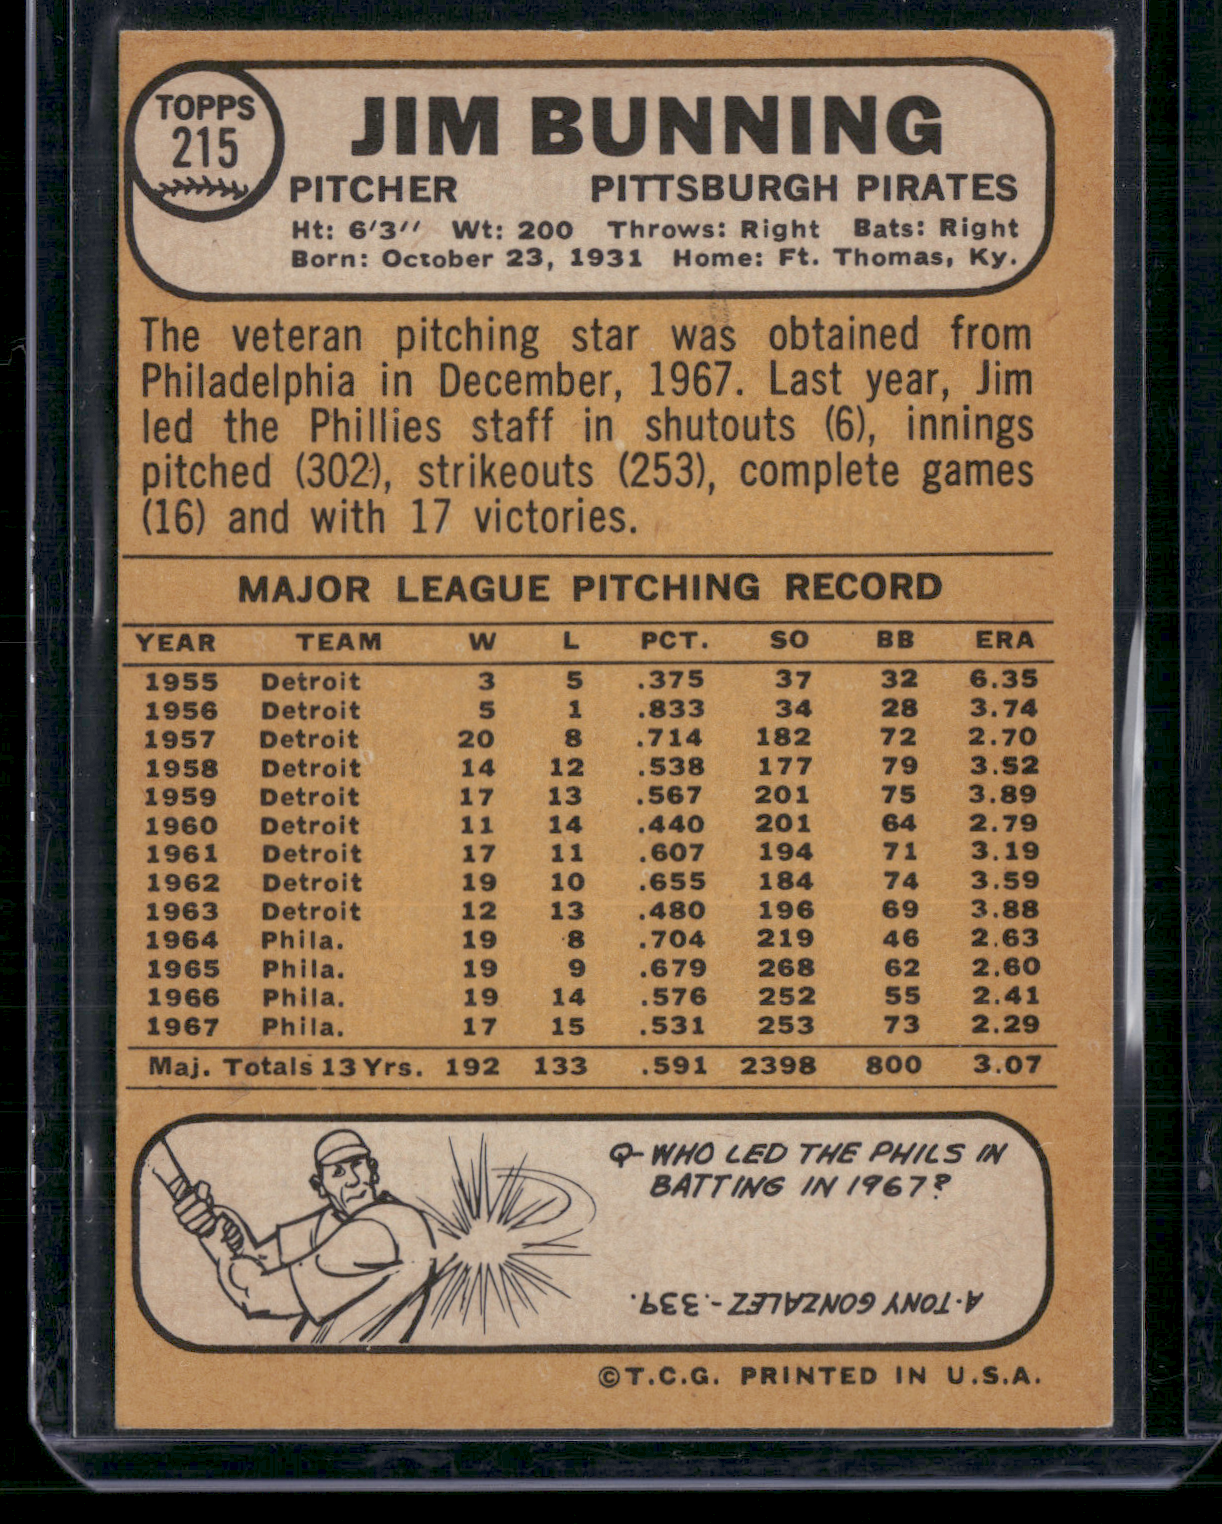 TOPPS
215
JIM BUNNING
PITCHER PITTSBURGH PIRATES
Ht: 6'3'' Wt: 200 Throws: Right Bats: Right
Born: October 23, 1931 Home: Ft. Thomas, Ky.
The veteran pitching star was obtained from
Philadelphia in December, 1967. Last year, Jim
led the Phillies staff in shutouts (6), innings
pitched (302), strikeouts (253), complete games
(16) and with 17 victories.
MAJOR LEAGUE PITCHING RECORD
YEAR TEAM W L PCT. SO BB ERA
1955 Detroit 3 5 .375 37 32 6.35
1956 Detroit 5 1 .833 34 28 3.74
1957 Detroit 20 8 .714 182 72 2.70
1958 Detroit 14 12 .538 177 79 3.52
1959 Detroit 17 13 .567 201 75 3.89
1960 Detroit 11 14 .440 201 64 2.79
1961 Detroit 17 11 .607 194 71 3.19
1962 Detroit 19 10 .655 184 74 3.59
1963 Detroit 12 13 .480 196 69 3.88
1964 Phila. 19 8 .704 219 46 2.63
1965 Phila. 19 9 .679 268 62 2.60
1966 Phila. 19 14 .576 252 55 2.41
1967 Phila. 17 15 .531 253 73 2.29
Maj. Totals 13 Yrs. 192 133 .591 2398 800 3.07
Q- WHO LED THE PHILS IN
BATTING IN 1967?
A-TONY GONZALEZ-.339.
©T.C.G. PRINTED IN U.S.A.